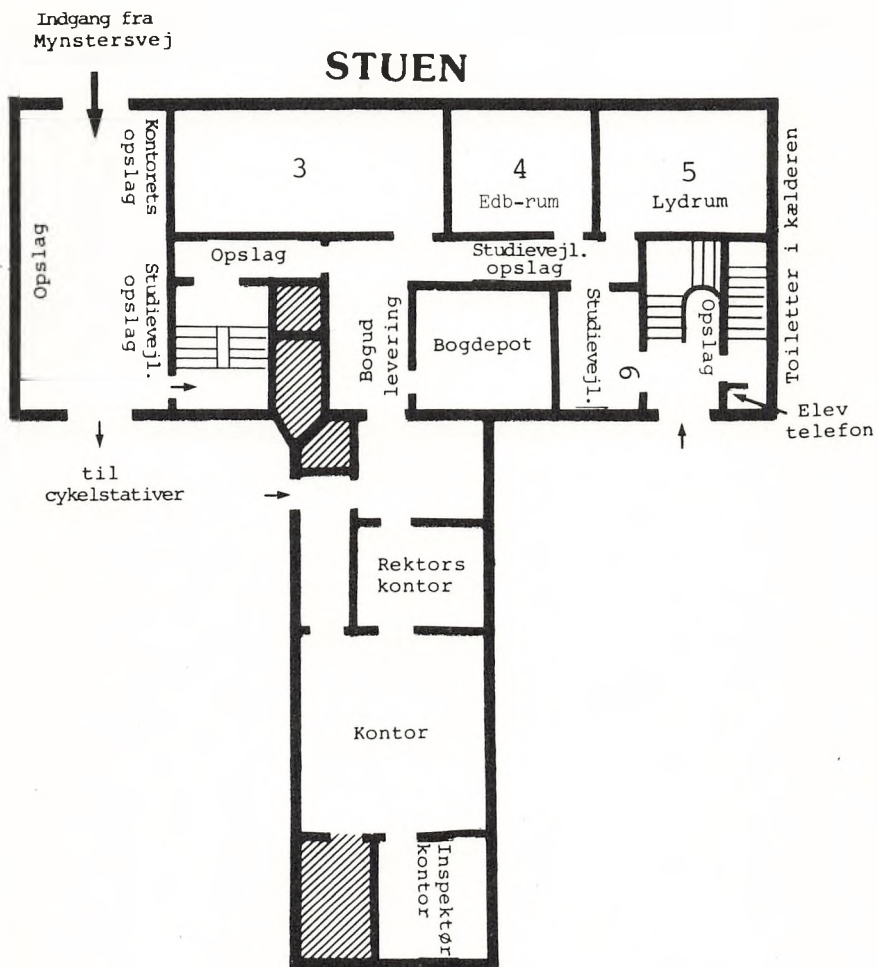 Indgang fra
Mynstersvej
STUEN
Opslag
Kontorets
opslag
Studievejl.
opslag
3
4
Edb-rum
5
Lydrum
Toiletter i kælderen
Opslag
Studievejl.
opslag
Bogud
levering
Bogdepot
Studievejl.
6
Opslag
Elev
telefon
til
cykelstativer
Rektors
kontor
Kontor
Inspektør
kontor